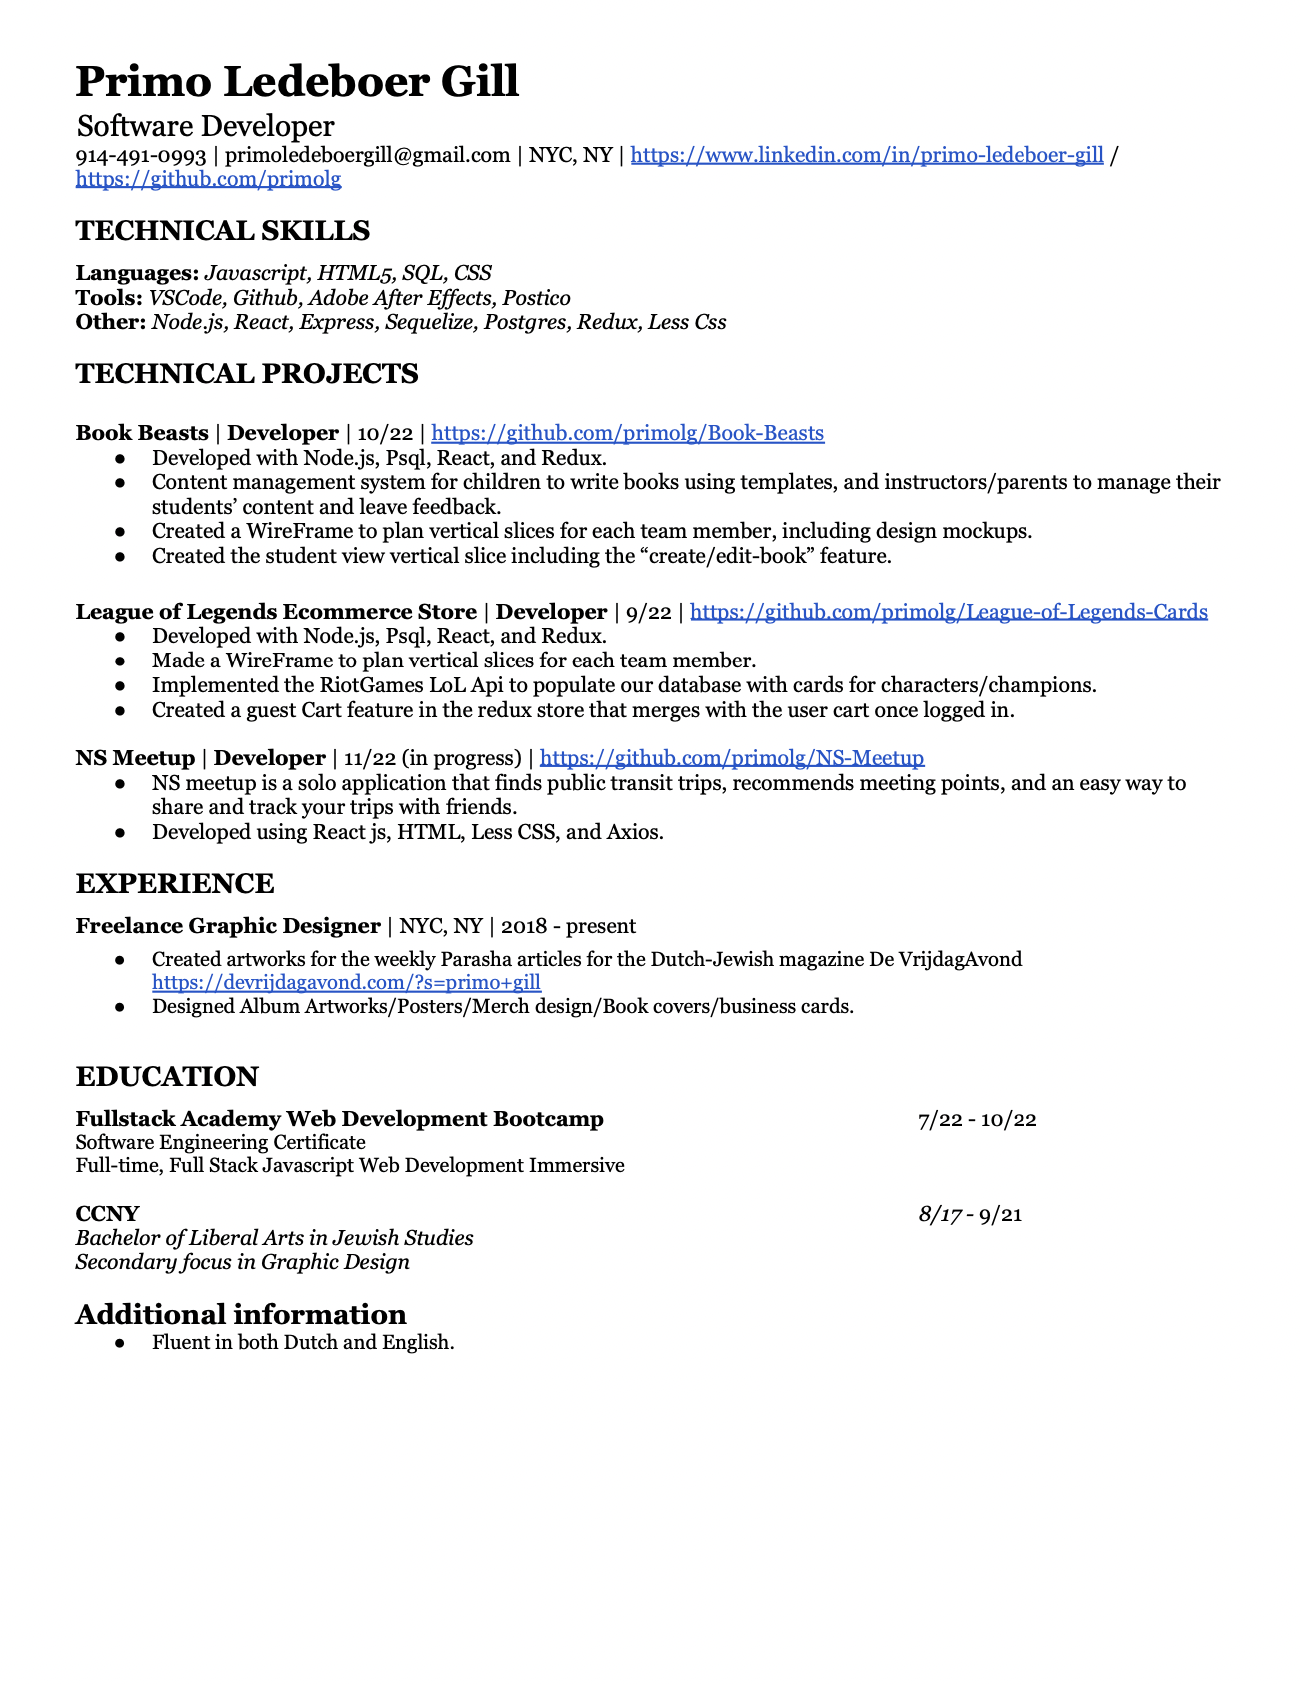 Primo Ledeboer Gill
Software Developer
914-491-0993 | primoledeboergill@gmail.com | NYC, NY | https://www.linkedin.com/in/primo-ledeboer-gill /
https://github.com/primolg
TECHNICAL SKILLS
Languages: Javascript, HTML5, SQL, CSS
Tools: VSCode, Github, Adobe After Effects, Postico
Other: Node.js, React, Express, Sequelize, Postgres, Redux, Less Css
TECHNICAL PROJECTS
Book Beasts | Developer | 10/22 | https://github.com/primolg/Book-Beasts
● Developed with Node.js, Psql, React, and Redux.
● Content management system for children to write books using templates, and instructors/parents to manage their
students’ content and leave feedback.
● Created a WireFrame to plan vertical slices for each team member, including design mockups.
● Created the student view vertical slice including the “create/edit-book” feature.
League of Legends Ecommerce Store | Developer | 9/22 | https://github.com/primolg/League-of-Legends-Cards
● Developed with Node.js, Psql, React, and Redux.
● Made a WireFrame to plan vertical slices for each team member.
● Implemented the RiotGames LoL Api to populate our database with cards for characters/champions.
● Created a guest Cart feature in the redux store that merges with the user cart once logged in.
NS Meetup | Developer | 11/22 (in progress) | https://github.com/primolg/NS-Meetup
● NS meetup is a solo application that finds public transit trips, recommends meeting points, and an easy way to
share and track your trips with friends.
● Developed using React js, HTML, Less CSS, and Axios.
EXPERIENCE
Freelance Graphic Designer | NYC, NY | 2018 - present
● Created artworks for the weekly Parasha articles for the Dutch-Jewish magazine De VrijdagAvond
https://devrijdagavond.com/?s=primo+gill
● Designed Album Artworks/Posters/Merch design/Book covers/business cards.
EDUCATION
Fullstack Academy Web Development Bootcamp 7/22 - 10/22
Software Engineering Certificate
Full-time, Full Stack Javascript Web Development Immersive
CCNY 8/17 - 9/21
Bachelor of Liberal Arts in Jewish Studies
Secondary focus in Graphic Design
Additional information
● Fluent in both Dutch and English.